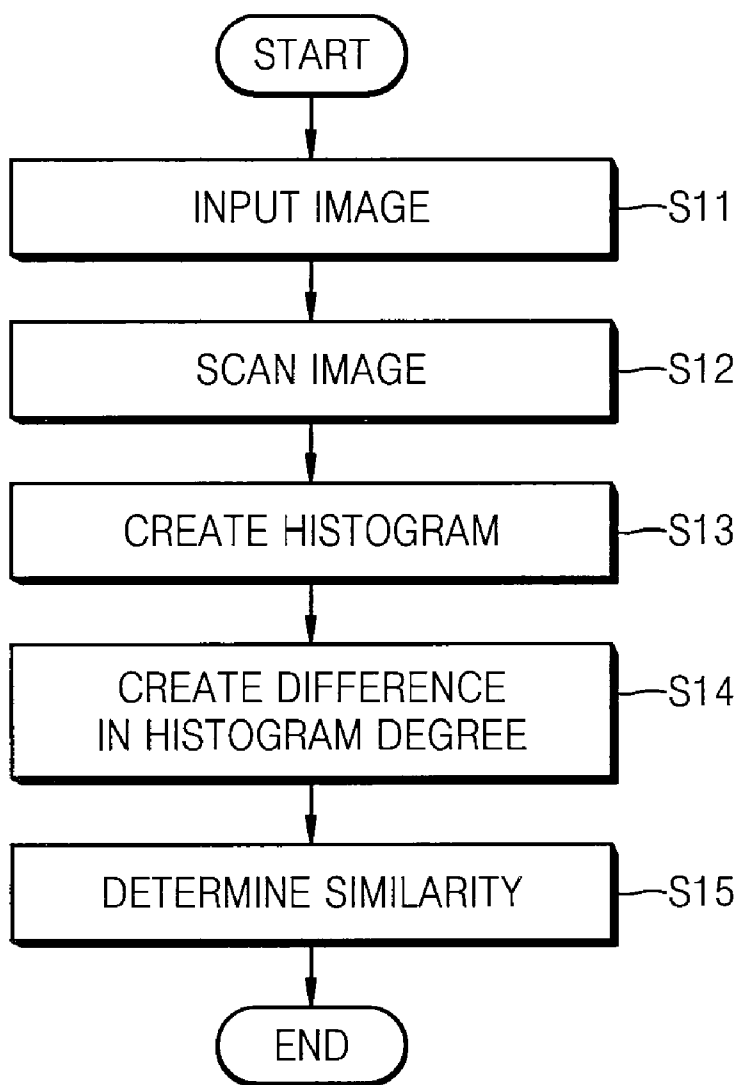 START
INPUT IMAGE
S11
SCAN IMAGE
S12
CREATE HISTOGRAM
S13
CREATE DIFFERENCE
IN HISTOGRAM DEGREE
S14
DETERMINE SIMILARITY
S15
END